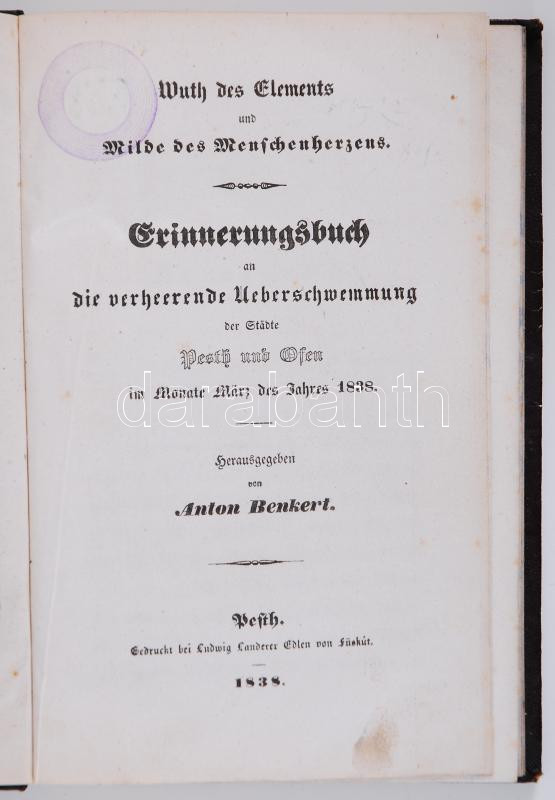 Wuth des Elements
und
Milde des Menschenherzens.
Erinnerungsbuch
an
die verheerende Ueberschwemmung
der Städte
Pesth und Ofen
im Monate März des Jahres 1838.
darabanth
Herausgegeben
von
Anton Benkert.
Pesth.
Gedruckt bei Ludwig Landerer Edlen von Füskút.
1838.